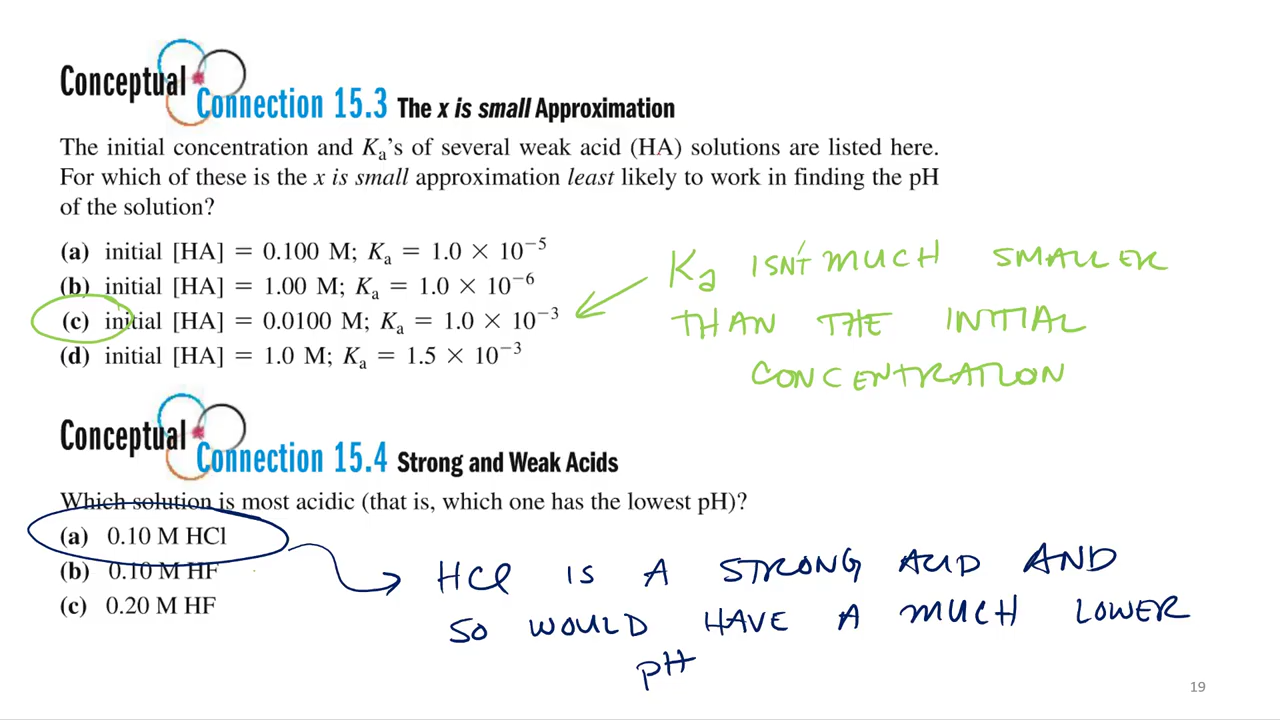 Conceptual
Connection 15.3 The x is small Approximation
The initial concentration and Ka's of several weak acid (HA) solutions are listed here.
For which of these is the x is small approximation least likely to work in finding the pH
of the solution?
(a) initial [HA] = 0.100 M; Ka = 1.0 × 10⁻⁵
(b) initial [HA] = 1.00 M; Ka = 1.0 × 10⁻⁶
(c) initial [HA] = 0.0100 M; Ka = 1.0 × 10⁻³
(d) initial [HA] = 1.0 M; Ka = 1.5 × 10⁻³
Ka ISN'T MUCH SMALLER
THAN THE INITIAL
CONCENTRATION
Conceptual
Connection 15.4 Strong and Weak Acids
Which solution is most acidic (that is, which one has the lowest pH)?
(a) 0.10 M HCl
(b) 0.10 M HF
(c) 0.20 M HF
HCl IS A STRONG ACID AND
SO WOULD HAVE A MUCH LOWER
pH
19